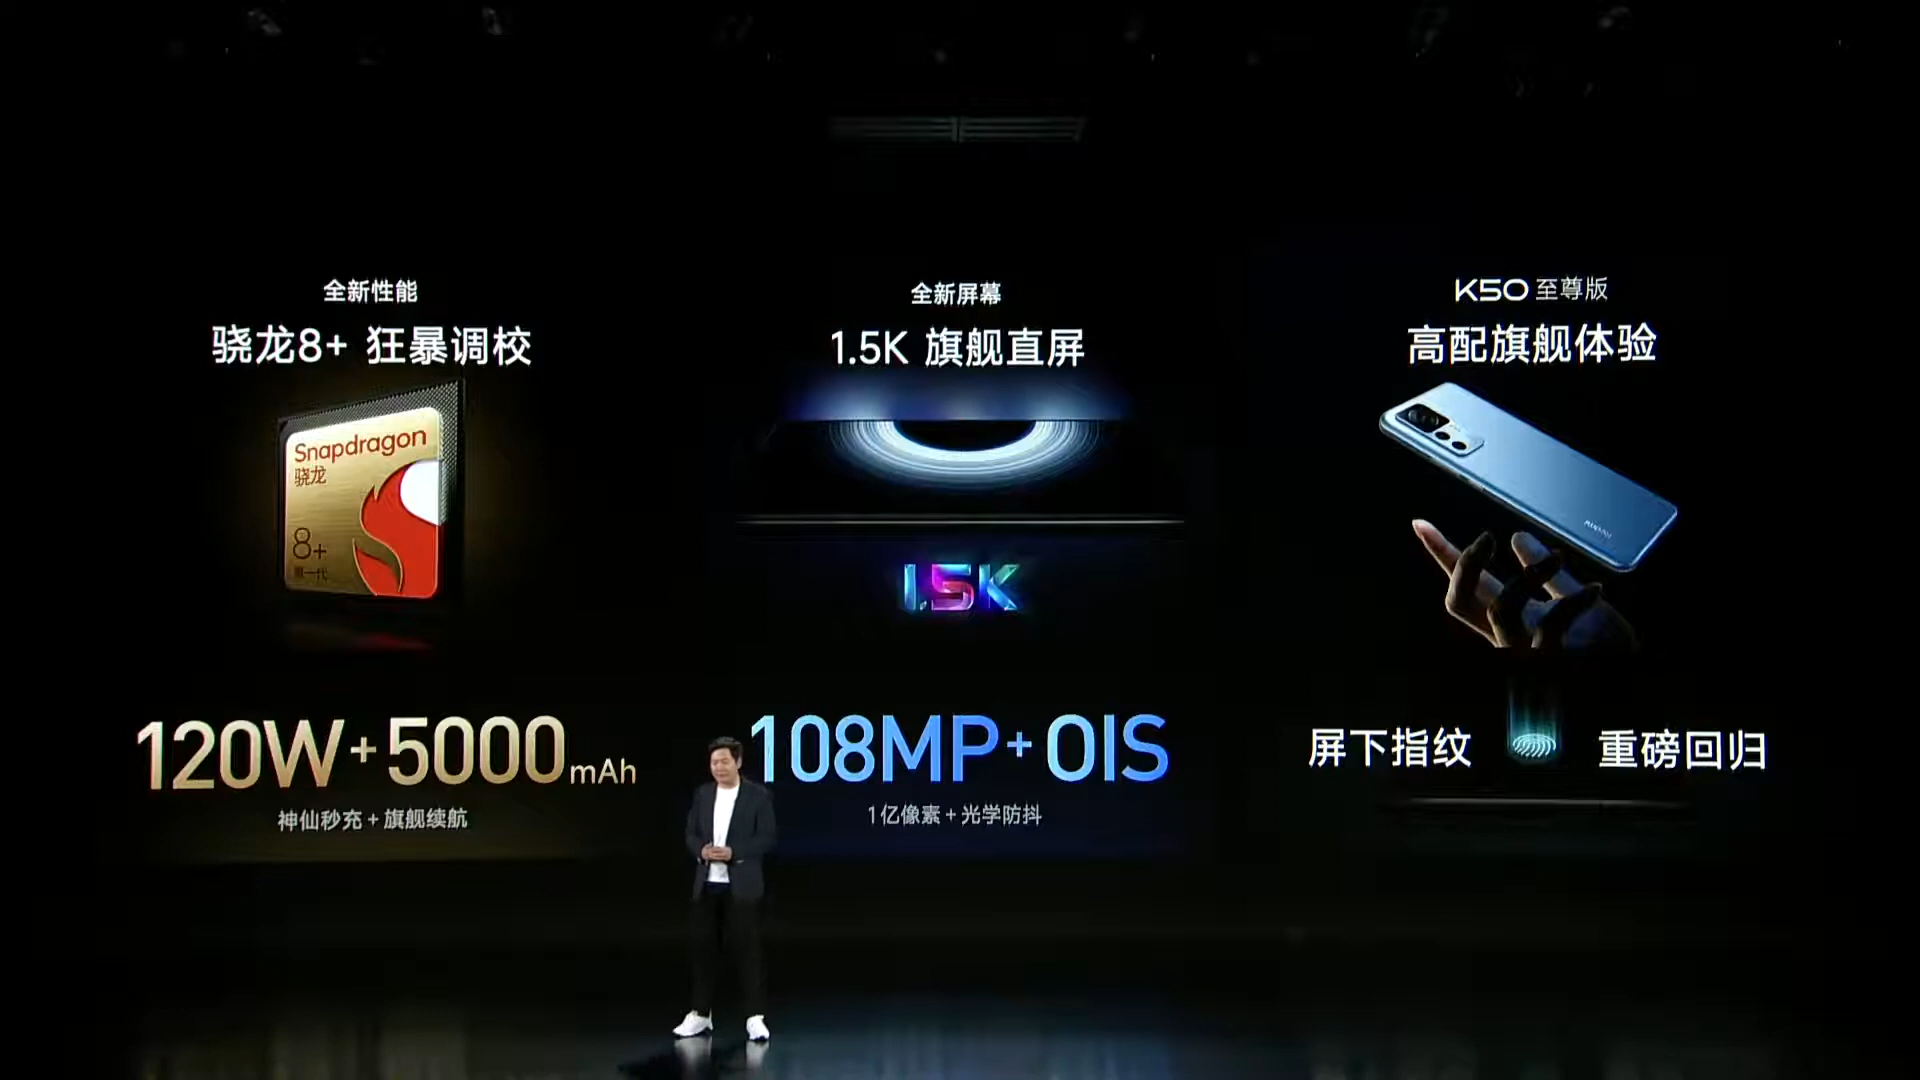 全新性能
骁龙8+ 狂暴调校
Snapdragon
骁龙
8+
第一代
120W+5000mAh
神仙秒充+旗舰续航
全新屏幕
1.5K 旗舰直屏
1.5K
108MP+OIS
1亿像素+光学防抖
K50 至尊版
高配旗舰体验
屏下指纹 重磅回归